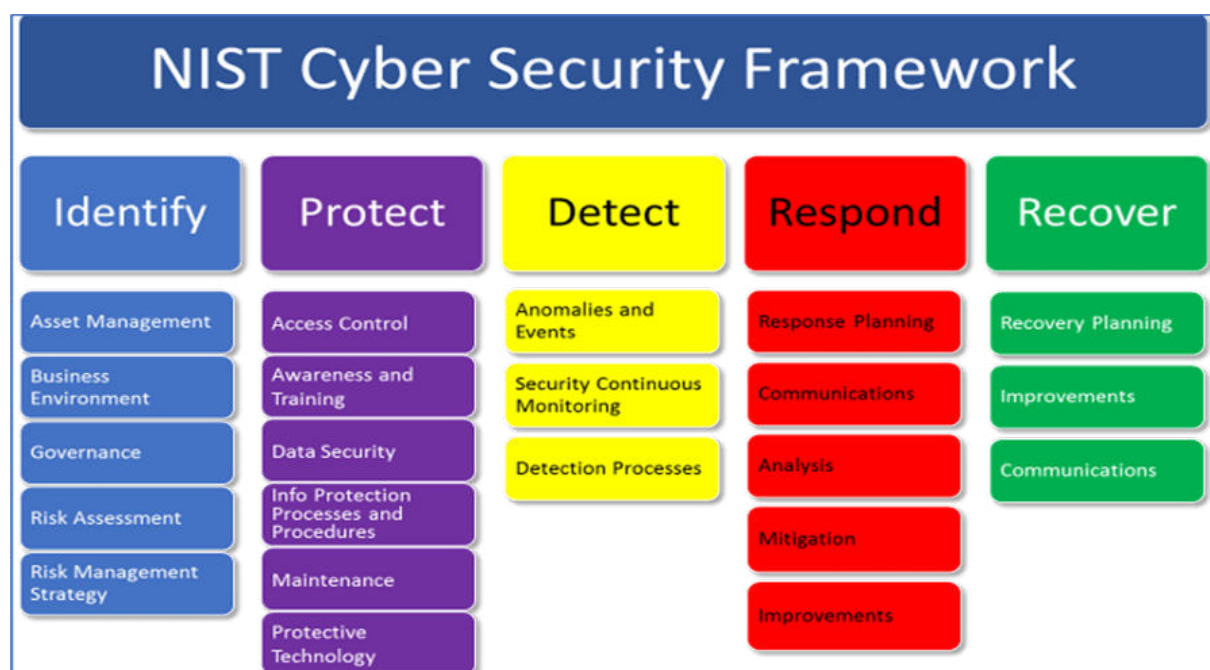 NIST Cyber Security Framework
Identify
Protect
Detect
Respond
Recover
Asset Management
Business
Environment
Governance
Risk Assessment
Risk Management
Strategy
Access Control
Awareness and
Training
Data Security
Info Protection
Processes and
Procedures
Maintenance
Protective
Technology
Anomalies and
Events
Security Continuous
Monitoring
Detection Processes
Response Planning
Communications
Analysis
Mitigation
Improvements
Recovery Planning
Improvements
Communications